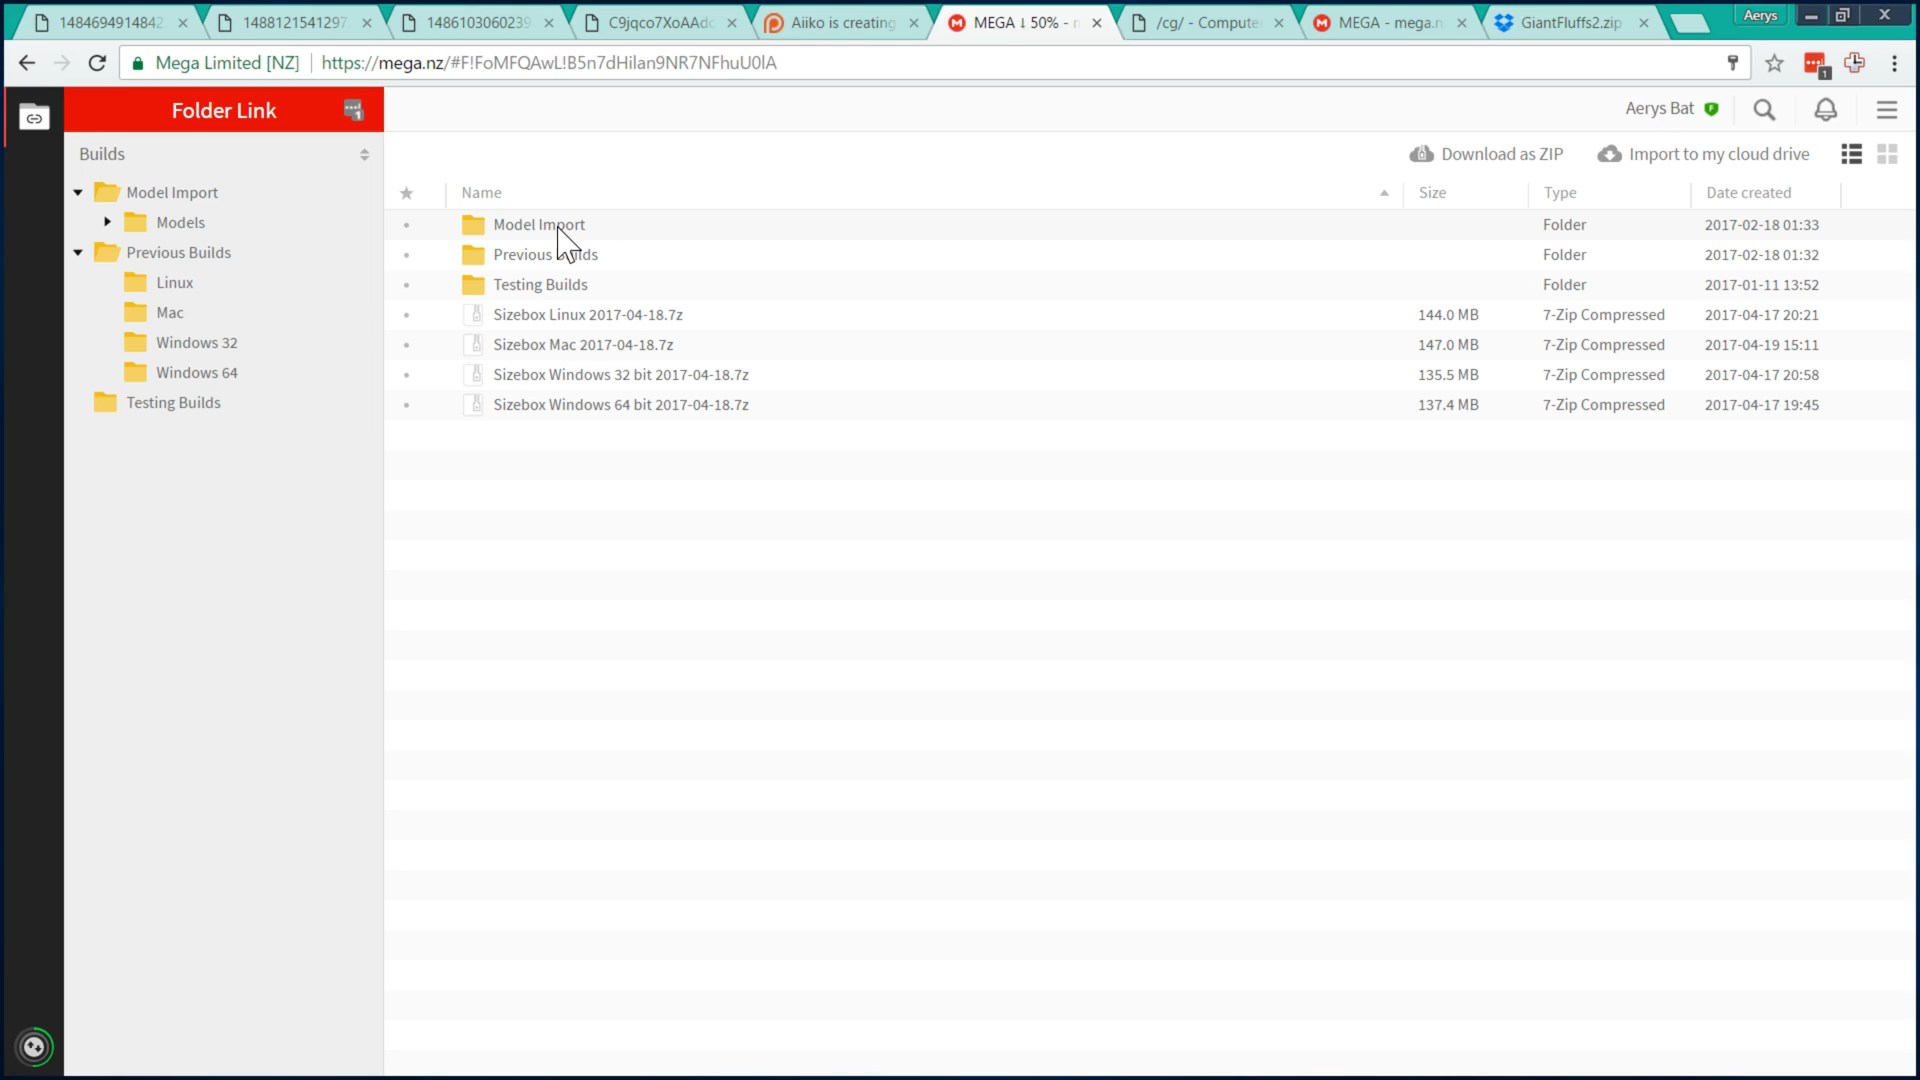 1484694914842
1488121541297
1486103060239
C9jqco7XoAAdc
Aiiko is creating
MEGA ↓ 50% - n
/cg/ - Compute
MEGA - mega.n
GiantFluffs2.zip
Aerys
Mega Limited [NZ] https://mega.nz/#F!FoMFQAwL!B5n7dHilan9NR7NFhuU0lA
1
Folder Link
Aerys Bat
Builds
Download as ZIP
Import to my cloud drive
Model Import
Models
Previous Builds
Linux
Mac
Windows 32
Windows 64
Testing Builds
Name Size Type Date created
Model Import Folder 2017-02-18 01:33
Previous Builds Folder 2017-02-18 01:32
Testing Builds Folder 2017-01-11 13:52
Sizebox Linux 2017-04-18.7z 144.0 MB 7-Zip Compressed 2017-04-17 20:21
Sizebox Mac 2017-04-18.7z 147.0 MB 7-Zip Compressed 2017-04-19 15:11
Sizebox Windows 32 bit 2017-04-18.7z 135.5 MB 7-Zip Compressed 2017-04-17 20:58
Sizebox Windows 64 bit 2017-04-18.7z 137.4 MB 7-Zip Compressed 2017-04-17 19:45